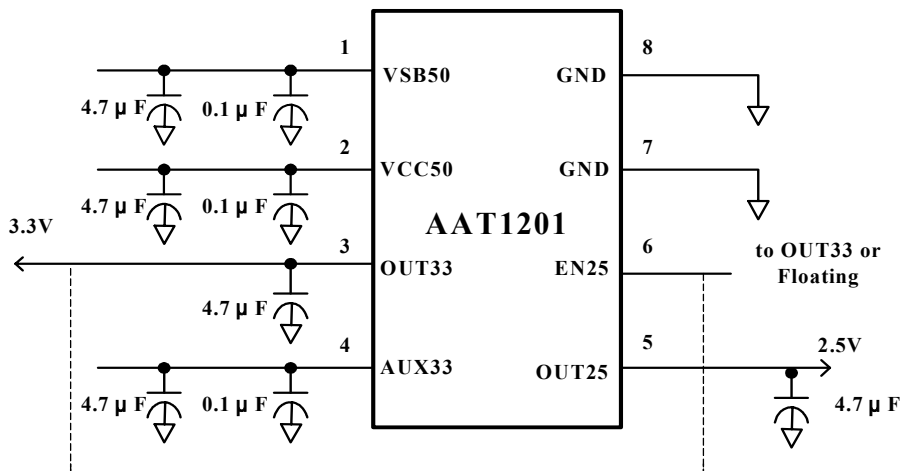 1
VSB50
4.7 μ F
0.1 μ F
2
VCC50
4.7 μ F
0.1 μ F
3.3V
3
OUT33
4.7 μ F
4
AUX33
4.7 μ F
0.1 μ F
AAT1201
8
GND
7
GND
6
EN25
to OUT33 or
Floating
5
OUT25
2.5V
4.7 μ F